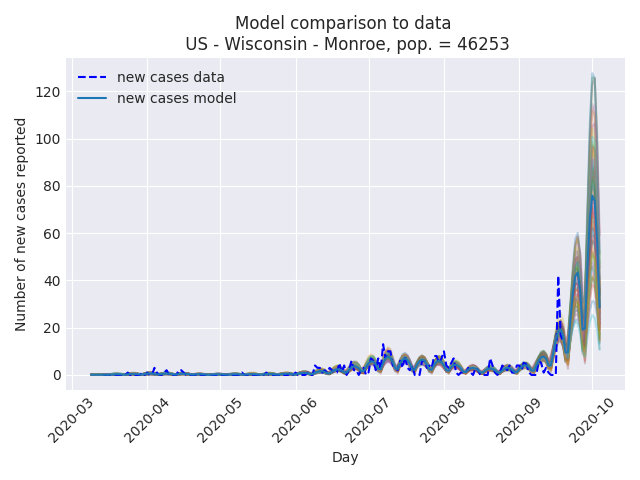 Model comparison to data
US - Wisconsin - Monroe, pop. = 46253
new cases data
new cases model
Number of new cases reported
120
100
80
60
40
20
0
2020-03
2020-04
2020-05
2020-06
2020-07
2020-08
2020-09
2020-10
Day